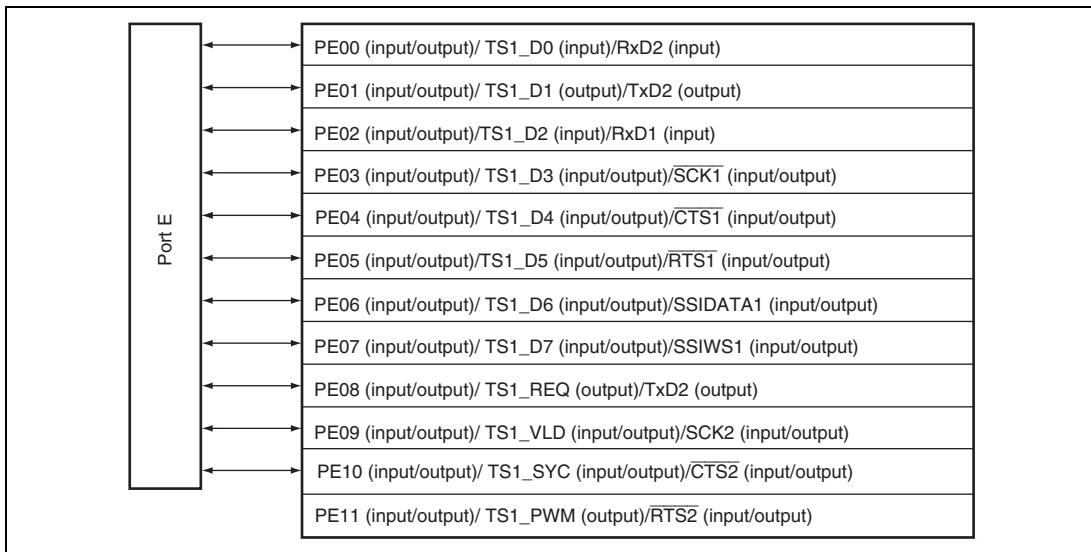 Port E
PE00 (input/output)/ TS1_D0 (input)/RxD2 (input)
PE01 (input/output)/ TS1_D1 (output)/TxD2 (output)
PE02 (input/output)/TS1_D2 (input)/RxD1 (input)
PE03 (input/output)/ TS1_D3 (input/output)/S̅C̅K̅1̅ (input/output)
PE04 (input/output)/ TS1_D4 (input/output)/C̅T̅S̅1̅ (input/output)
PE05 (input/output)/TS1_D5 (input/output)/R̅T̅S̅1̅ (input/output)
PE06 (input/output)/ TS1_D6 (input/output)/SSIDATA1 (input/output)
PE07 (input/output)/ TS1_D7 (input/output)/SSIWS1 (input/output)
PE08 (input/output)/ TS1_REQ (output)/TxD2 (output)
PE09 (input/output)/ TS1_VLD (input/output)/SCK2 (input/output)
PE10 (input/output)/ TS1_SYC (input/output)/C̅T̅S̅2̅ (input/output)
PE11 (input/output)/ TS1_PWM (output)/R̅T̅S̅2̅ (input/output)